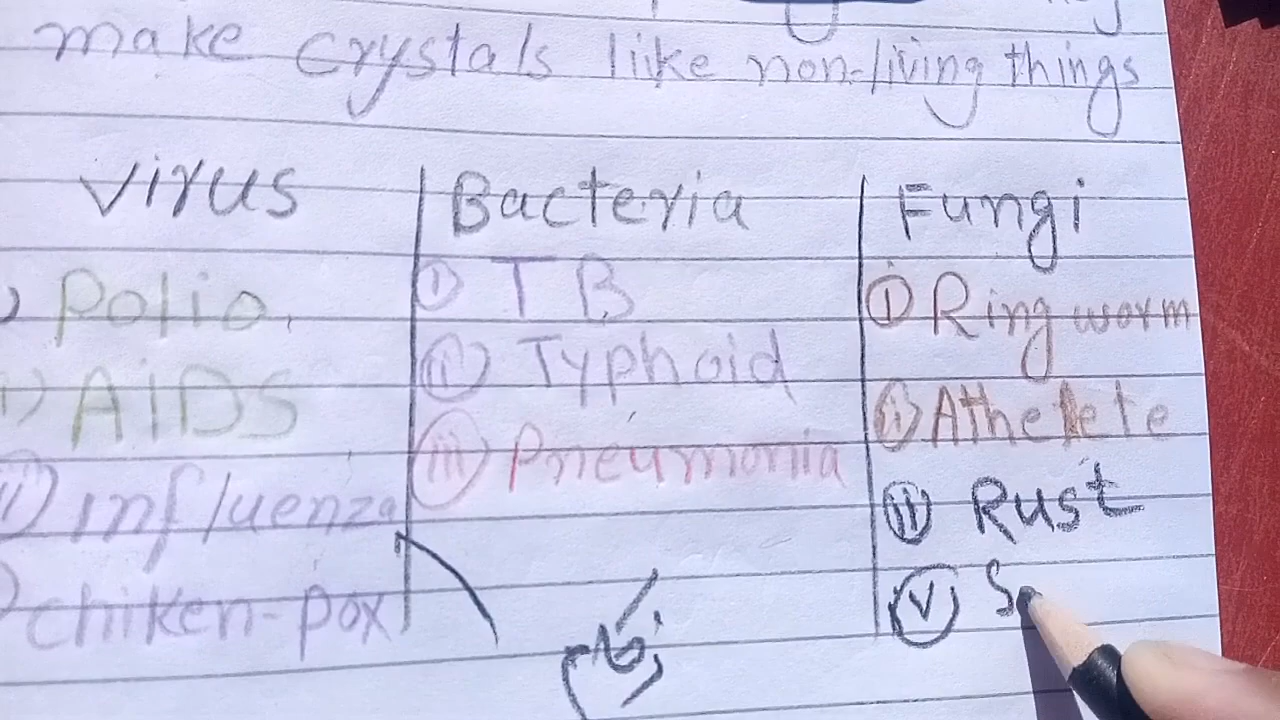 make crystals like non-living things
Virus Bacteria Fungi
Polio. i) TB i) Ring worm
AIDS ii) Typhoid ii) Athelete
influenza iii) Pneumonia iii) Rust
chiken-pox v) S